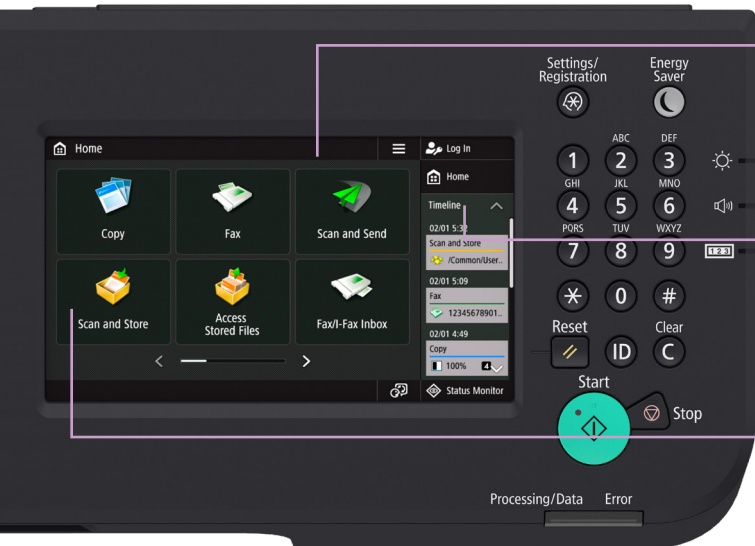 Settings/
Registration
Energy
Saver
Home
Log In
Home
Timeline
02/01 5:32
Scan and Store
/Common/User..
02/01 5:09
Fax
12345678901..
02/01 4:49
Copy
100% 4
Copy
Fax
Scan and Send
Scan and Store
Access
Stored Files
Fax/I-Fax Inbox
Status Monitor
ABC
DEF
1
2
3
GHI
JKL
MNO
4
5
6
PQRS
TUV
WXYZ
7
8
9
1 2 3
0
#
Reset
Clear
ID
C
Start
Stop
Processing/Data
Error